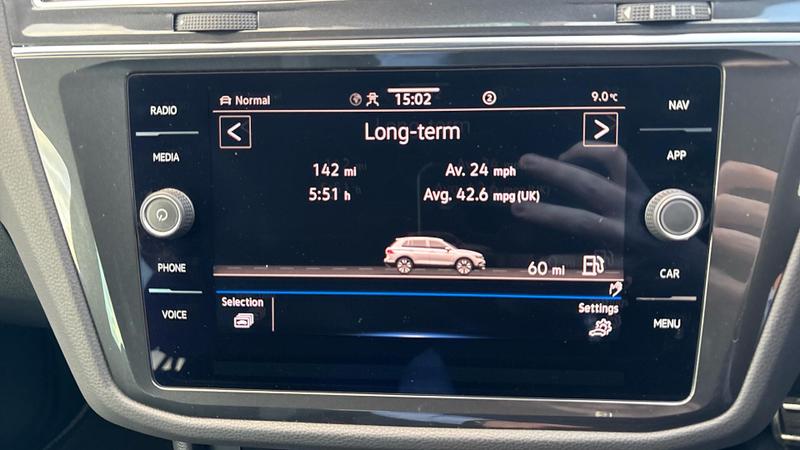 Normal 15:02 2 9.0°C
RADIO
MEDIA
PHONE
VOICE
< Long-term >
142 mi Av. 24 mph
5:51 h Avg. 42.6 mpg (UK)
60 mi
Selection
Settings
NAV
APP
CAR
MENU